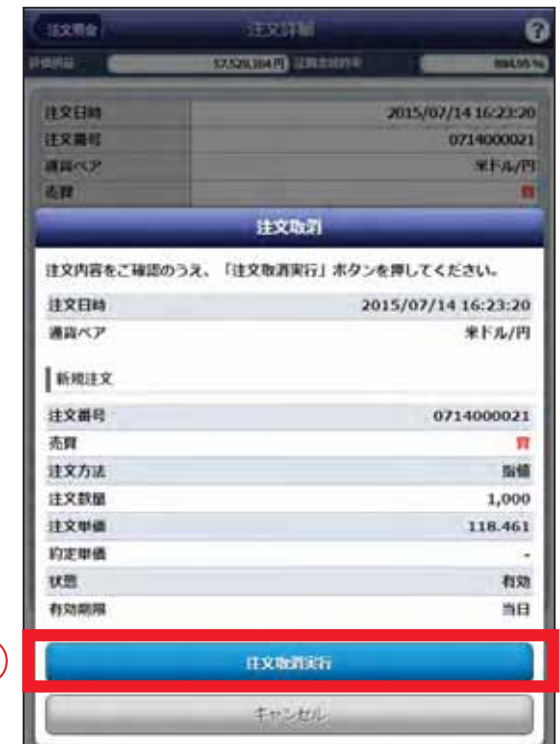 注文照会
注文詳細
?
評価損益 57,520,304円 証拠金維持率 884.95 %
注文日時 2015/07/14 16:23:20
注文番号 0714000021
通貨ペア 米ドル/円
売買 買
注文取消
注文内容をご確認のうえ、「注文取消実行」ボタンを押してください。
注文日時 2015/07/14 16:23:20
通貨ペア 米ドル/円
新規注文
注文番号 0714000021
売買 買
注文方法 指値
注文数量 1,000
注文単価 118.461
約定単価 -
状態 有効
有効期限 当日
注文取消実行
キャンセル